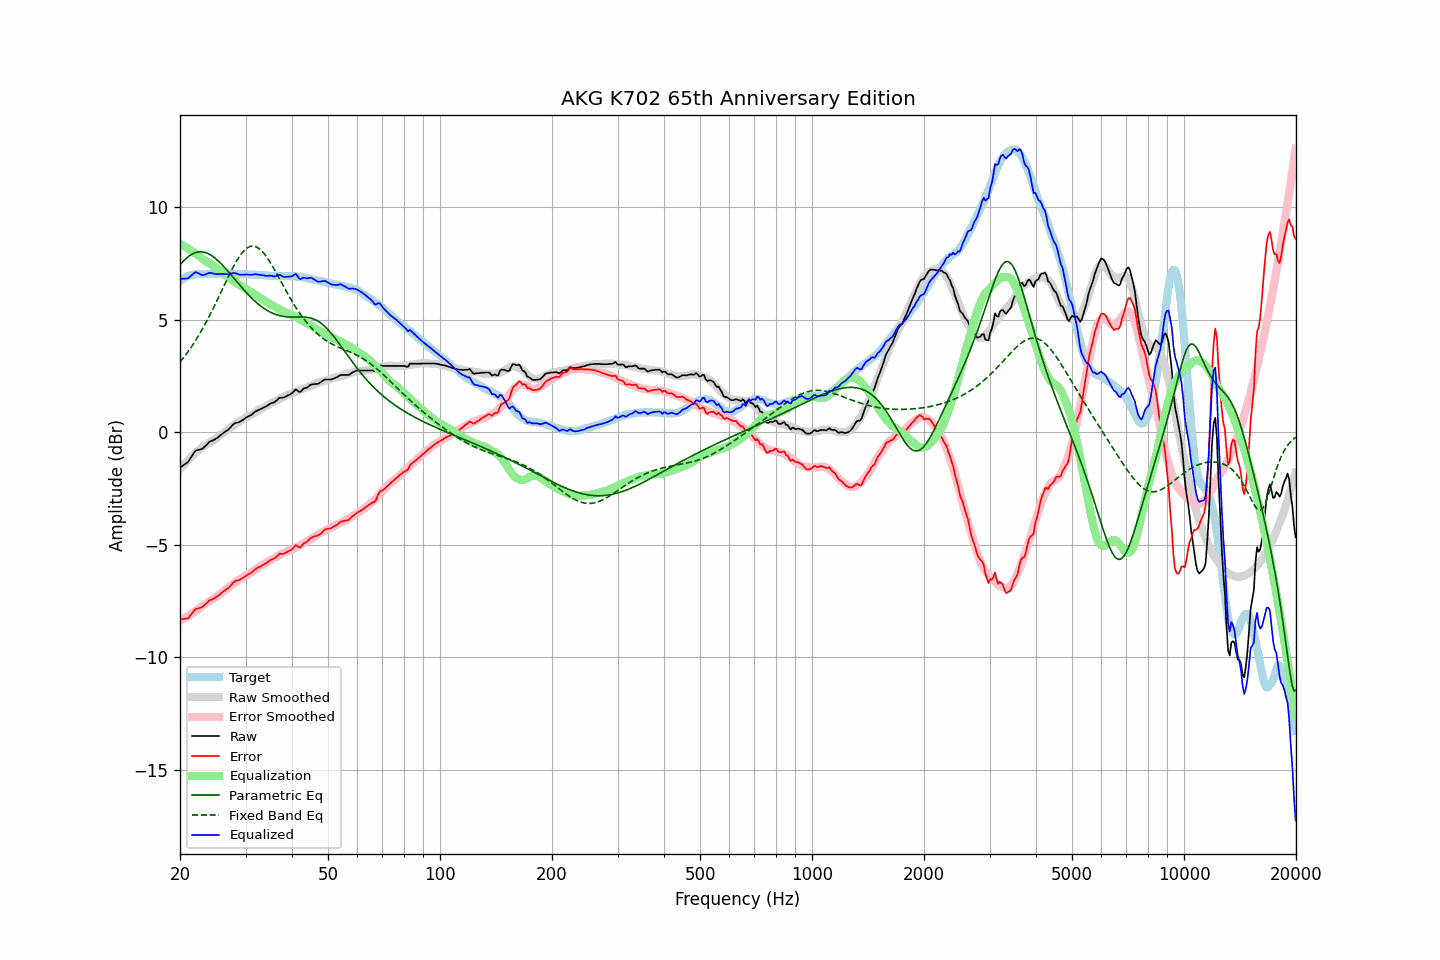 AKG K702 65th Anniversary Edition
Amplitude (dBr)
10
5
0
−5
−10
−15
Target
Raw Smoothed
Error Smoothed
Raw
Error
Equalization
Parametric Eq
Fixed Band Eq
Equalized
20
50
100
200
500
1000
2000
5000
10000
20000
Frequency (Hz)